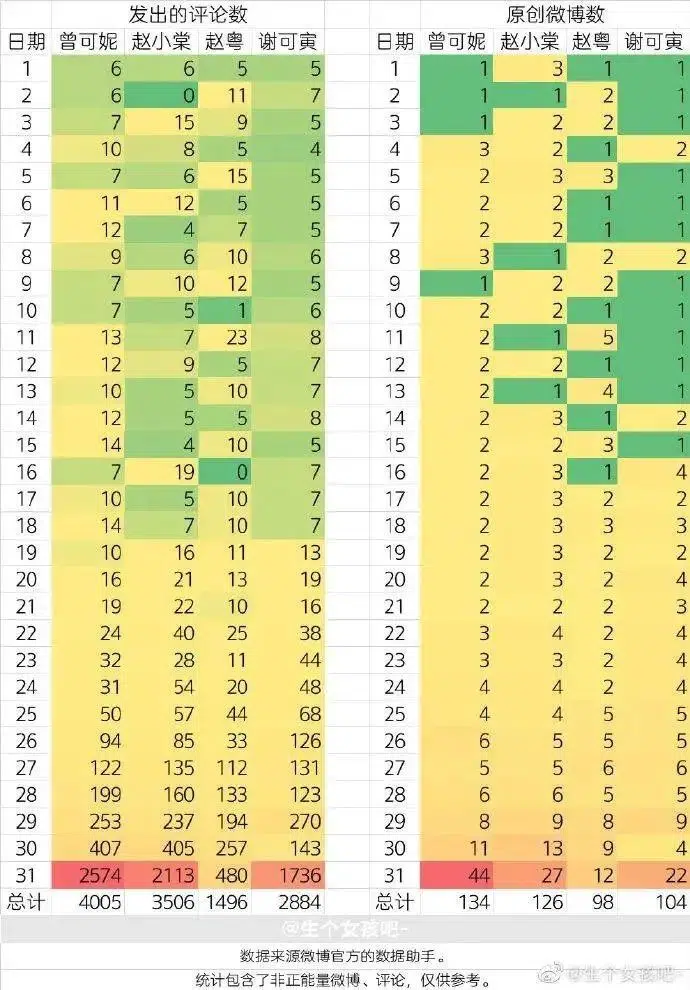 发出的评论数 原创微博数
日期 曾可妮 赵小棠 赵粤 谢可寅 日期 曾可妮 赵小棠 赵粤 谢可寅
1 6 6 5 5 1 1 3 1 1
2 6 0 11 7 2 1 1 2 1
3 7 15 9 5 3 1 2 2 1
4 10 8 5 4 4 3 2 1 2
5 7 6 15 5 5 2 3 3 1
6 11 12 5 5 6 2 2 1 1
7 12 4 7 5 7 2 2 1 1
8 9 6 10 6 8 3 1 2 2
9 7 10 12 5 9 1 2 2 1
10 7 5 1 6 10 2 2 1 1
11 13 7 23 8 11 2 1 5 1
12 12 9 5 7 12 2 2 1 1
13 10 5 10 7 13 2 1 4 1
14 12 5 5 8 14 2 3 1 2
15 14 4 10 5 15 2 2 3 1
16 7 19 0 7 16 2 3 1 4
17 10 5 10 7 17 2 3 2 2
18 14 7 10 7 18 2 3 3 3
19 10 16 11 13 19 2 3 2 2
20 16 21 13 19 20 2 3 2 4
21 19 22 10 16 21 2 2 2 3
22 24 40 25 38 22 3 4 2 4
23 32 28 11 44 23 3 3 2 4
24 31 54 20 48 24 4 4 2 4
25 50 57 44 68 25 4 4 5 5
26 94 85 33 126 26 6 5 5 5
27 122 135 112 131 27 5 5 6 6
28 199 160 133 123 28 6 6 5 5
29 253 237 194 270 29 8 9 8 9
30 407 405 257 143 30 11 13 9 4
31 2574 2113 480 1736 31 44 27 12 22
总计 4005 3506 1496 2884 总计 134 126 98 104
@生个女孩吧-
数据来源微博官方的数据助手。
统计包含了非正能量微博、评论，仅供参考。
@生个女孩吧-